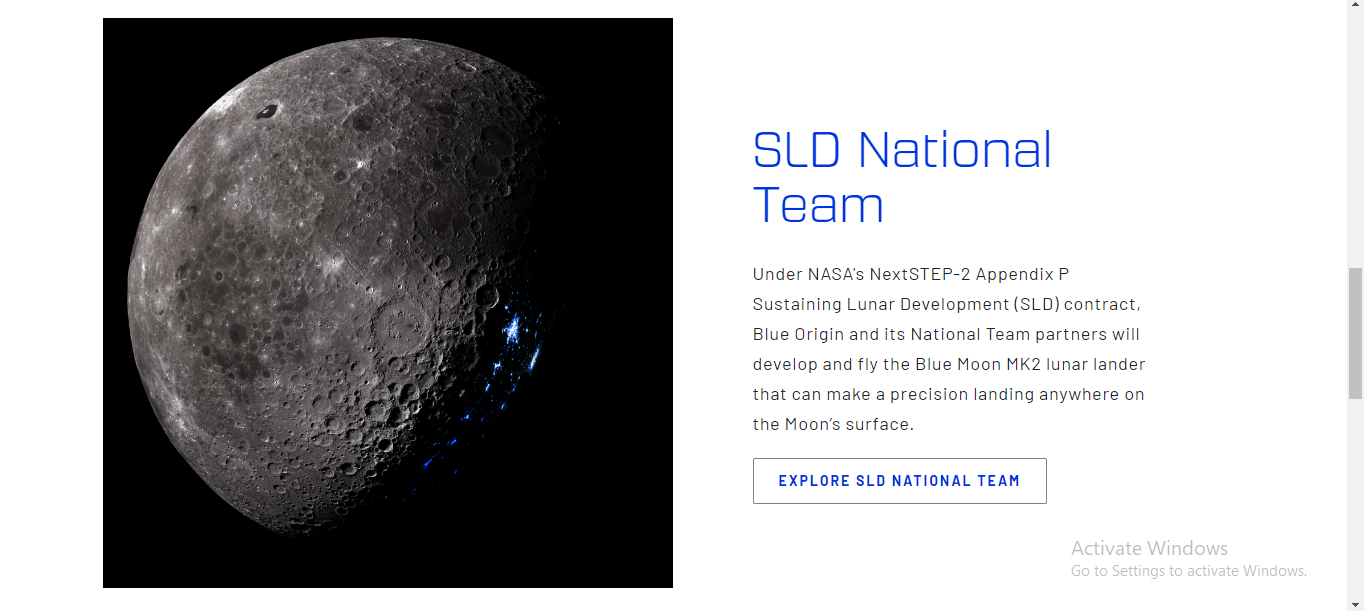 SLD National
Team
Under NASA's NextSTEP-2 Appendix P
Sustaining Lunar Development (SLD) contract,
Blue Origin and its National Team partners will
develop and fly the Blue Moon MK2 lunar lander
that can make a precision landing anywhere on
the Moon’s surface.
EXPLORE SLD NATIONAL TEAM
Activate Windows
Go to Settings to activate Windows.